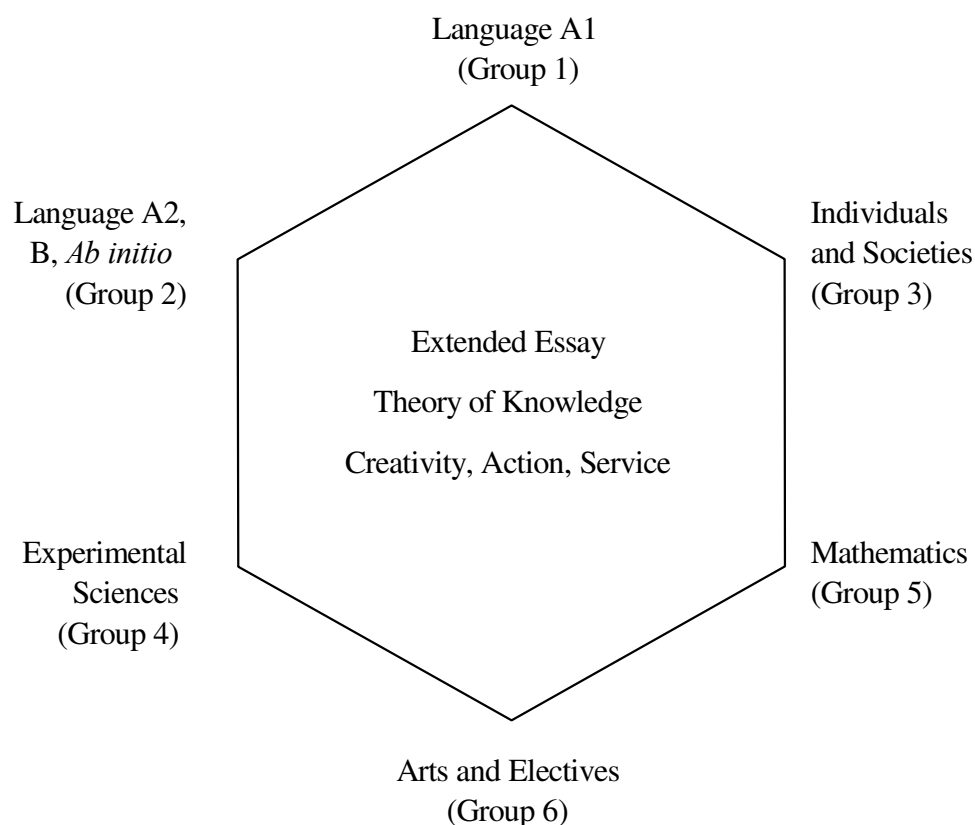 Language A1
(Group 1)
Language A2,
B, Ab initio
(Group 2)
Individuals
and Societies
(Group 3)
Extended Essay
Theory of Knowledge
Creativity, Action, Service
Experimental
Sciences
(Group 4)
Mathematics
(Group 5)
Arts and Electives
(Group 6)